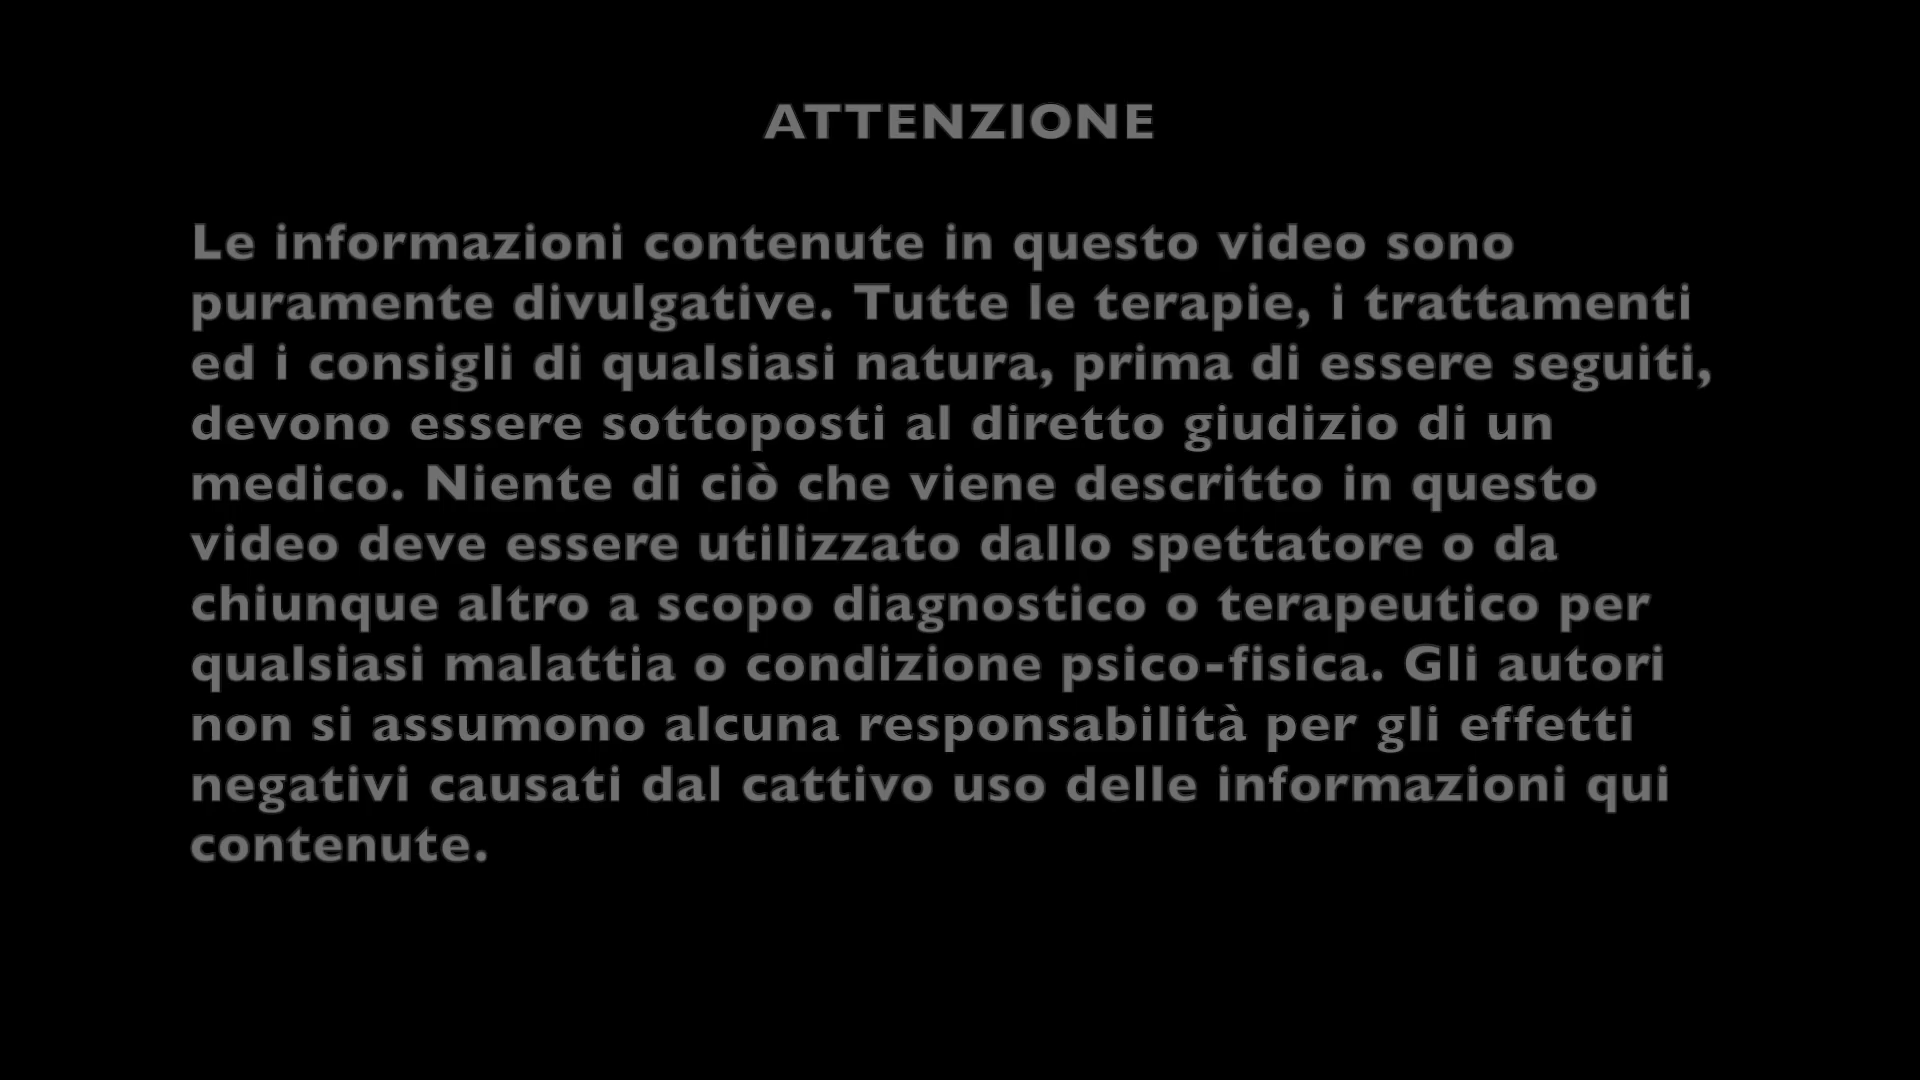 ATTENZIONE
Le informazioni contenute in questo video sono
puramente divulgative. Tutte le terapie, i trattamenti
ed i consigli di qualsiasi natura, prima di essere seguiti,
devono essere sottoposti al diretto giudizio di un
medico. Niente di ciò che viene descritto in questo
video deve essere utilizzato dallo spettatore o da
chiunque altro a scopo diagnostico o terapeutico per
qualsiasi malattia o condizione psico-fisica. Gli autori
non si assumono alcuna responsabilità per gli effetti
negativi causati dal cattivo uso delle informazioni qui
contenute.